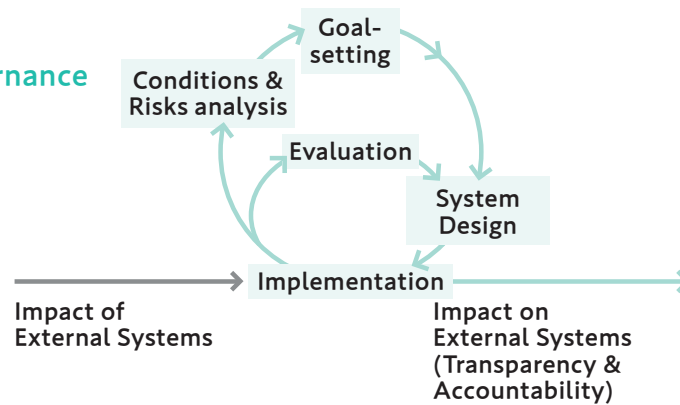 Goal-
setting
rnance
Conditions &
Risks analysis
Evaluation
System
Design
Implementation
Impact of
External Systems
Impact on
External Systems
(Transparency &
Accountability)